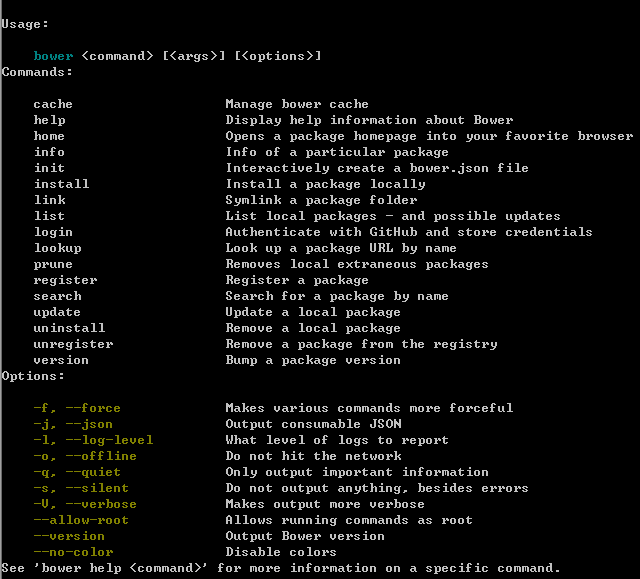 Usage:
bower <command> [<args>] [<options>]
Commands:
cache Manage bower cache
help Display help information about Bower
home Opens a package homepage into your favorite browser
info Info of a particular package
init Interactively create a bower.json file
install Install a package locally
link Symlink a package folder
list List local packages - and possible updates
login Authenticate with GitHub and store credentials
lookup Look up a package URL by name
prune Removes local extraneous packages
register Register a package
search Search for a package by name
update Update a local package
uninstall Remove a local package
unregister Remove a package from the registry
version Bump a package version
Options:
-f, --force Makes various commands more forceful
-j, --json Output consumable JSON
-l, --log-level What level of logs to report
-o, --offline Do not hit the network
-q, --quiet Only output important information
-s, --silent Do not output anything, besides errors
-V, --verbose Makes output more verbose
--allow-root Allows running commands as root
--version Output Bower version
--no-color Disable colors
See 'bower help <command>' for more information on a specific command.